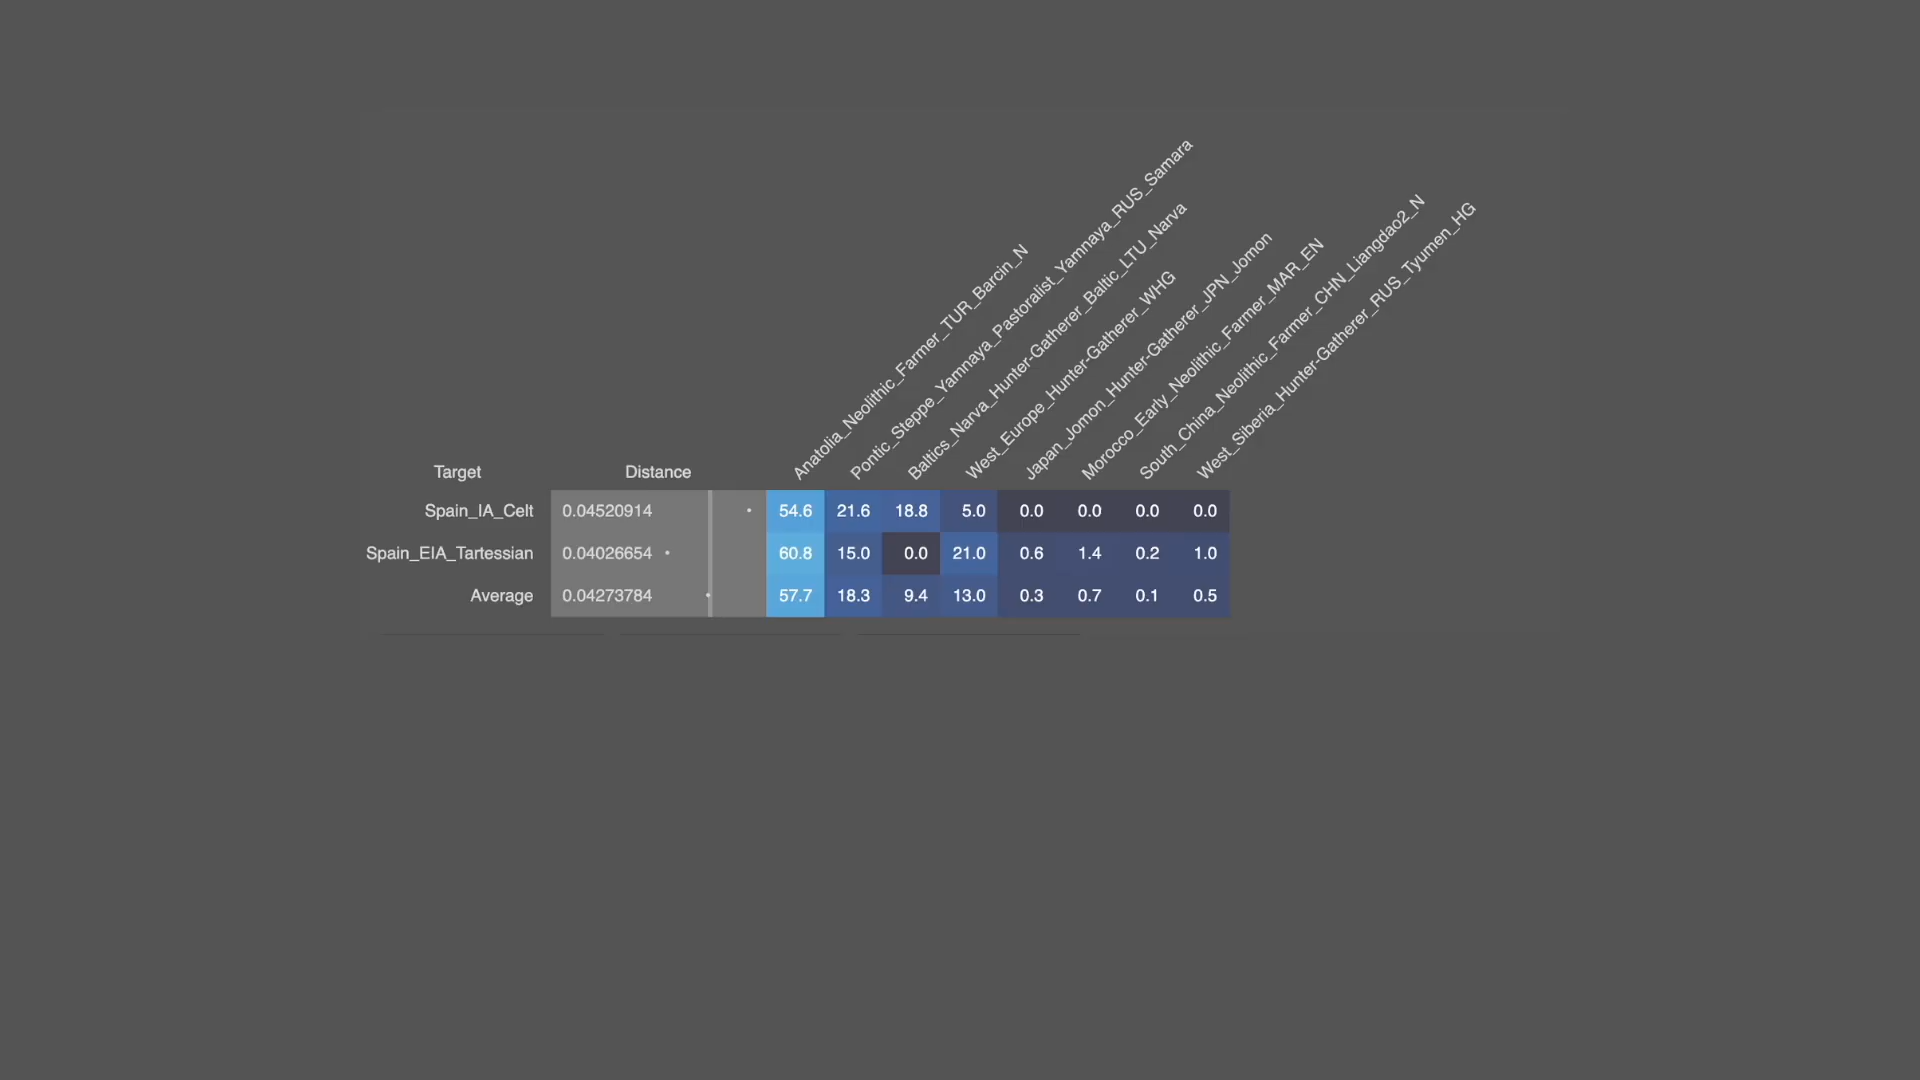 Target Distance Anatolia_Neolithic_Farmer_TUR_Barcin_N Pontic_Steppe_Yamnaya_Pastoralist_Yamnaya_RUS_Samara Baltics_Narva_Hunter-Gatherer_Baltic_LTU_Narva West_Europe_Hunter-Gatherer_WHG Japan_Jomon_Hunter-Gatherer_JPN_Jomon Morocco_Early_Neolithic_Farmer_MAR_EN South_China_Neolithic_Farmer_CHN_Liangdao2_N West_Siberia_Hunter-Gatherer_RUS_Tyumen_HG
Spain_IA_Celt 0.04520914 54.6 21.6 18.8 5.0 0.0 0.0 0.0 0.0
Spain_EIA_Tartessian 0.04026654 60.8 15.0 0.0 21.0 0.6 1.4 0.2 1.0
Average 0.04273784 57.7 18.3 9.4 13.0 0.3 0.7 0.1 0.5